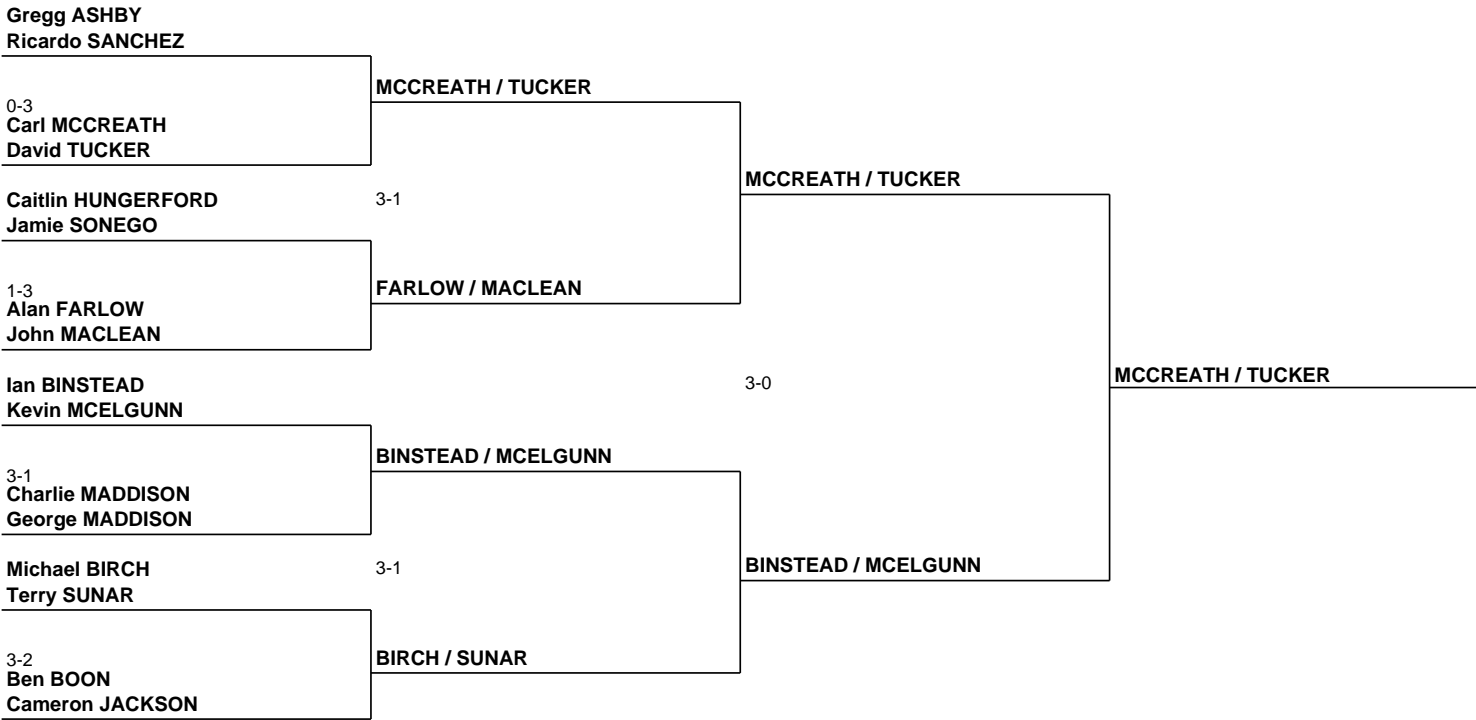 Gregg ASHBY
Ricardo SANCHEZ
MCCREATH / TUCKER
0-3
Carl MCCREATH
David TUCKER
MCCREATH / TUCKER
Caitlin HUNGERFORD
3-1
Jamie SONEGO
FARLOW / MACLEAN
1-3
Alan FARLOW
John MACLEAN
MCCREATH / TUCKER
Ian BINSTEAD
3-0
Kevin MCELGUNN
BINSTEAD / MCELGUNN
3-1
Charlie MADDISON
George MADDISON
BINSTEAD / MCELGUNN
Michael BIRCH
3-1
Terry SUNAR
BIRCH / SUNAR
3-2
Ben BOON
Cameron JACKSON